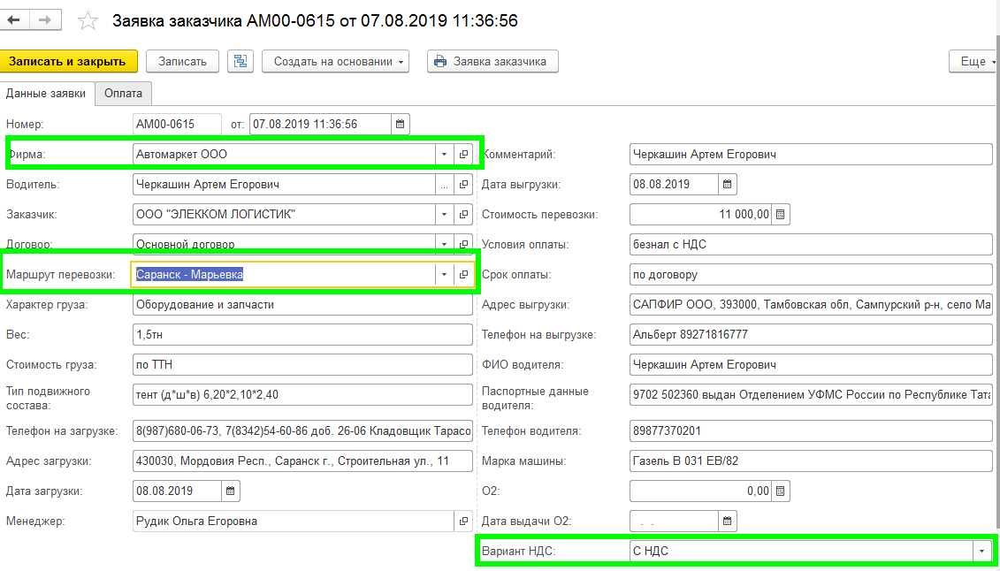 Заявка заказчика АМ00-0615 от 07.08.2019 11:36:56
Записать и закрыть
Записать
Создать на основании
Заявка заказчика
Еще
Данные заявки
Оплата
Номер: АМ00-0615 от: 07.08.2019 11:36:56
Фирма: Автомаркет ООО
Комментарий: Черкашин Артем Егорович
Водитель: Черкашин Артем Егорович ...
Дата выгрузки: 08.08.2019
Заказчик: ООО "ЭЛЕККОМ ЛОГИСТИК"
Стоимость перевозки: 11 000,00
Договор: Основной договор
Условия оплаты: безнал с НДС
Маршрут перевозки: Саранск - Марьевка
Срок оплаты: по договору
Характер груза: Оборудование и запчасти
Адрес выгрузки: САПФИР ООО, 393000, Тамбовская обл, Сампурский р-н, село Ма
Вес: 1,5тн
Телефон на выгрузке: Альберт 89271816777
Стоимость груза: по ТТН
ФИО водителя: Черкашин Артем Егорович
Тип подвижного
состава:
тент (д*ш*в) 6,20*2,10*2,40
Паспортные данные
водителя:
9702 502360 выдан Отделением УФМС России по Республике Тата
Телефон на загрузке: 8(987)680-06-73, 7(8342)54-60-86 доб. 26-06 Кладовщик Тарасо
Телефон водителя: 89877370201
Адрес загрузки: 430030, Мордовия Респ., Саранск г., Строительная ул., 11
Марка машины: Газель В 031 ЕВ/82
Дата загрузки: 08.08.2019
О2: 0,00
Менеджер: Рудик Ольга Егоровна
Дата выдачи О2: . .
Вариант НДС: С НДС